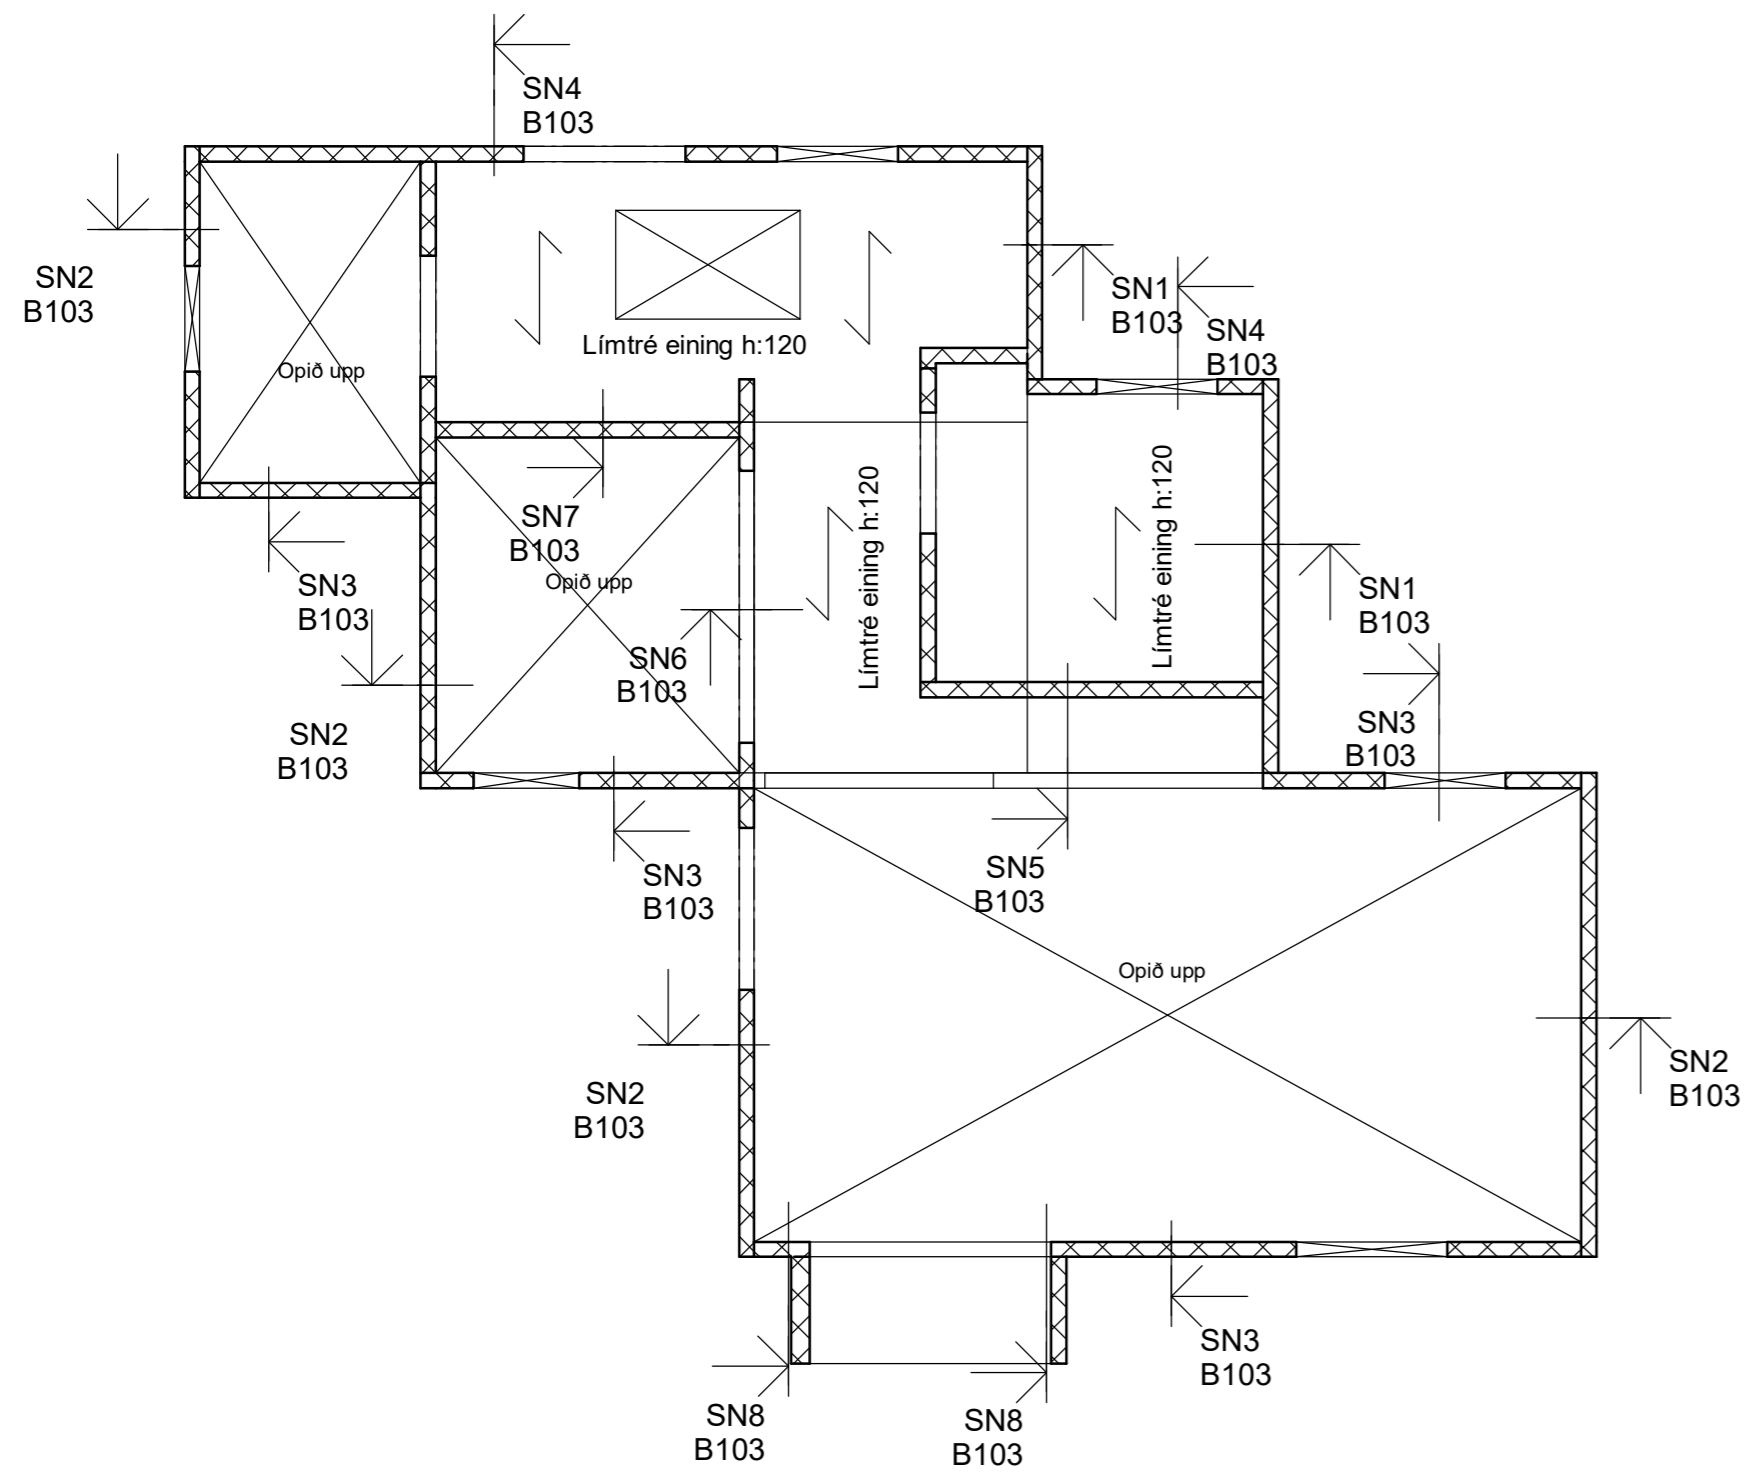 SN4
B103
SN2
B103
SN1
B103
SN4
B103
Límtré eining h:120
Opið upp
SN7
B103
Opið upp
SN3
B103
SN6
B103
Límtré eining h:120
Límtré eining h:120
SN1
B103
SN2
B103
SN3
B103
SN3
B103
SN5
B103
Opið upp
SN2
B103
SN2
B103
SN3
B103
SN8
B103
SN8
B103